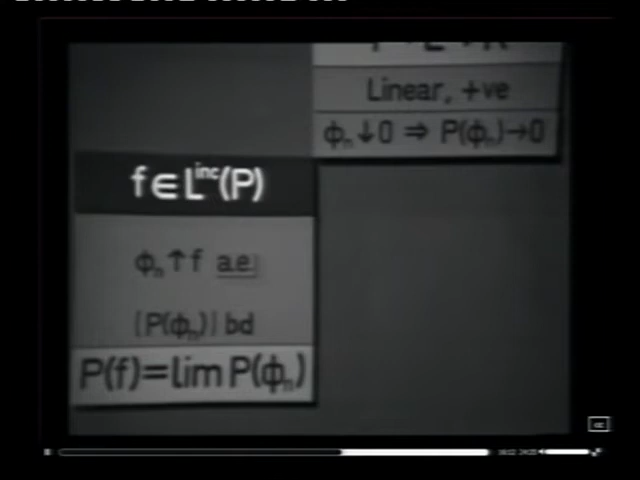 Linear, +ve
ϕₙ↓0 ⇒ P(ϕₙ)→0
f∈L^inc(P)
ϕₙ↑f a.e.
{P(ϕₙ)} bd
P(f)=lim P(ϕₙ)